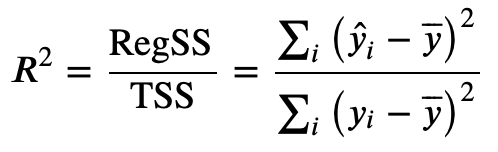 R² = RegSS / TSS = ∑ᵢ (ŷᵢ − y̅)² / ∑ᵢ (yᵢ − y̅)²